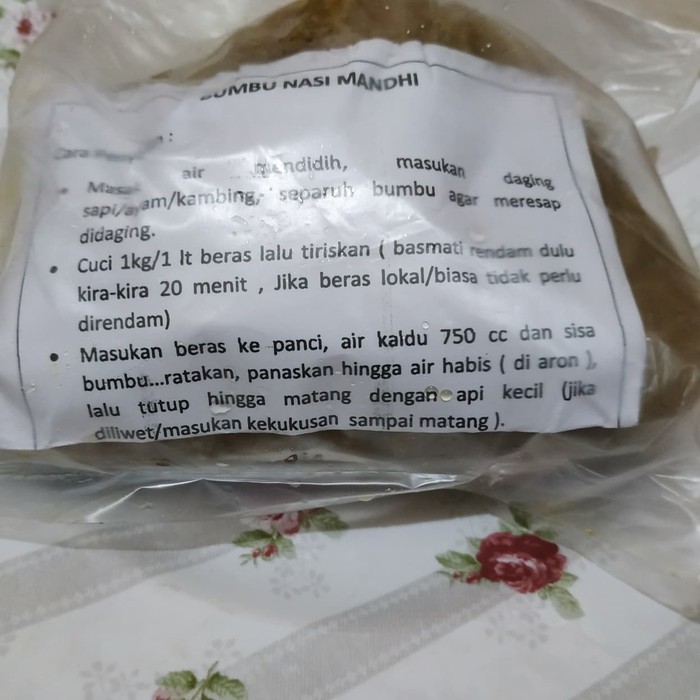 BUMBU NASI MANDHI
Cara :
• air mendidih, masukan daging
sapi/ayam/kambing, separuh bumbu agar meresap
didaging.
• Cuci 1kg/1 lt beras lalu tiriskan ( basmati rendam dulu
kira-kira 20 menit , Jika beras lokal/biasa tidak perlu
direndam)
• Masukan beras ke panci, air kaldu 750 cc dan sisa
bumbu...ratakan, panaskan hingga air habis ( di aron ),
lalu tutup hingga matang dengan api kecil (jika
diliwet/masukan kekukusan sampai matang ).